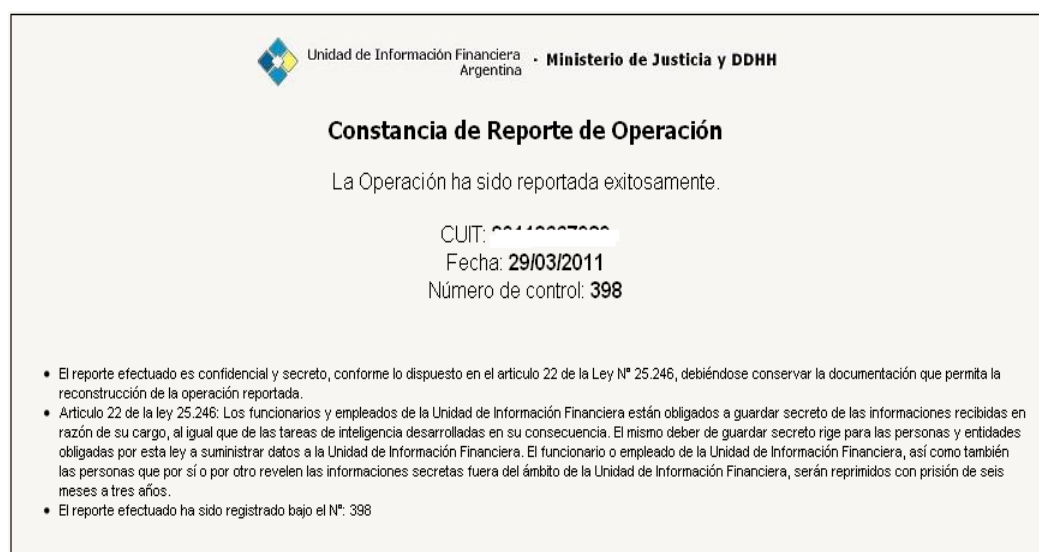 Unidad de Información Financiera
Argentina
- Ministerio de Justicia y DDHH
Constancia de Reporte de Operación
La Operación ha sido reportada exitosamente.
CUIT:
Fecha: 29/03/2011
Número de control: 398
• El reporte efectuado es confidencial y secreto, conforme lo dispuesto en el articulo 22 de la Ley N° 25.246, debiéndose conservar la documentación que permita la
reconstrucción de la operación reportada.
• Articulo 22 de la ley 25.246: Los funcionarios y empleados de la Unidad de Información Financiera están obligados a guardar secreto de las informaciones recibidas en
razón de su cargo, al igual que de las tareas de inteligencia desarrolladas en su consecuencia. El mismo deber de guardar secreto rige para las personas y entidades
obligadas por esta ley a suministrar datos a la Unidad de Información Financiera. El funcionario o empleado de la Unidad de Información Financiera, así como también
las personas que por sí o por otro revelen las informaciones secretas fuera del ámbito de la Unidad de Información Financiera, serán reprimidos con prisión de seis
meses a tres años.
• El reporte efectuado ha sido registrado bajo el N°: 398